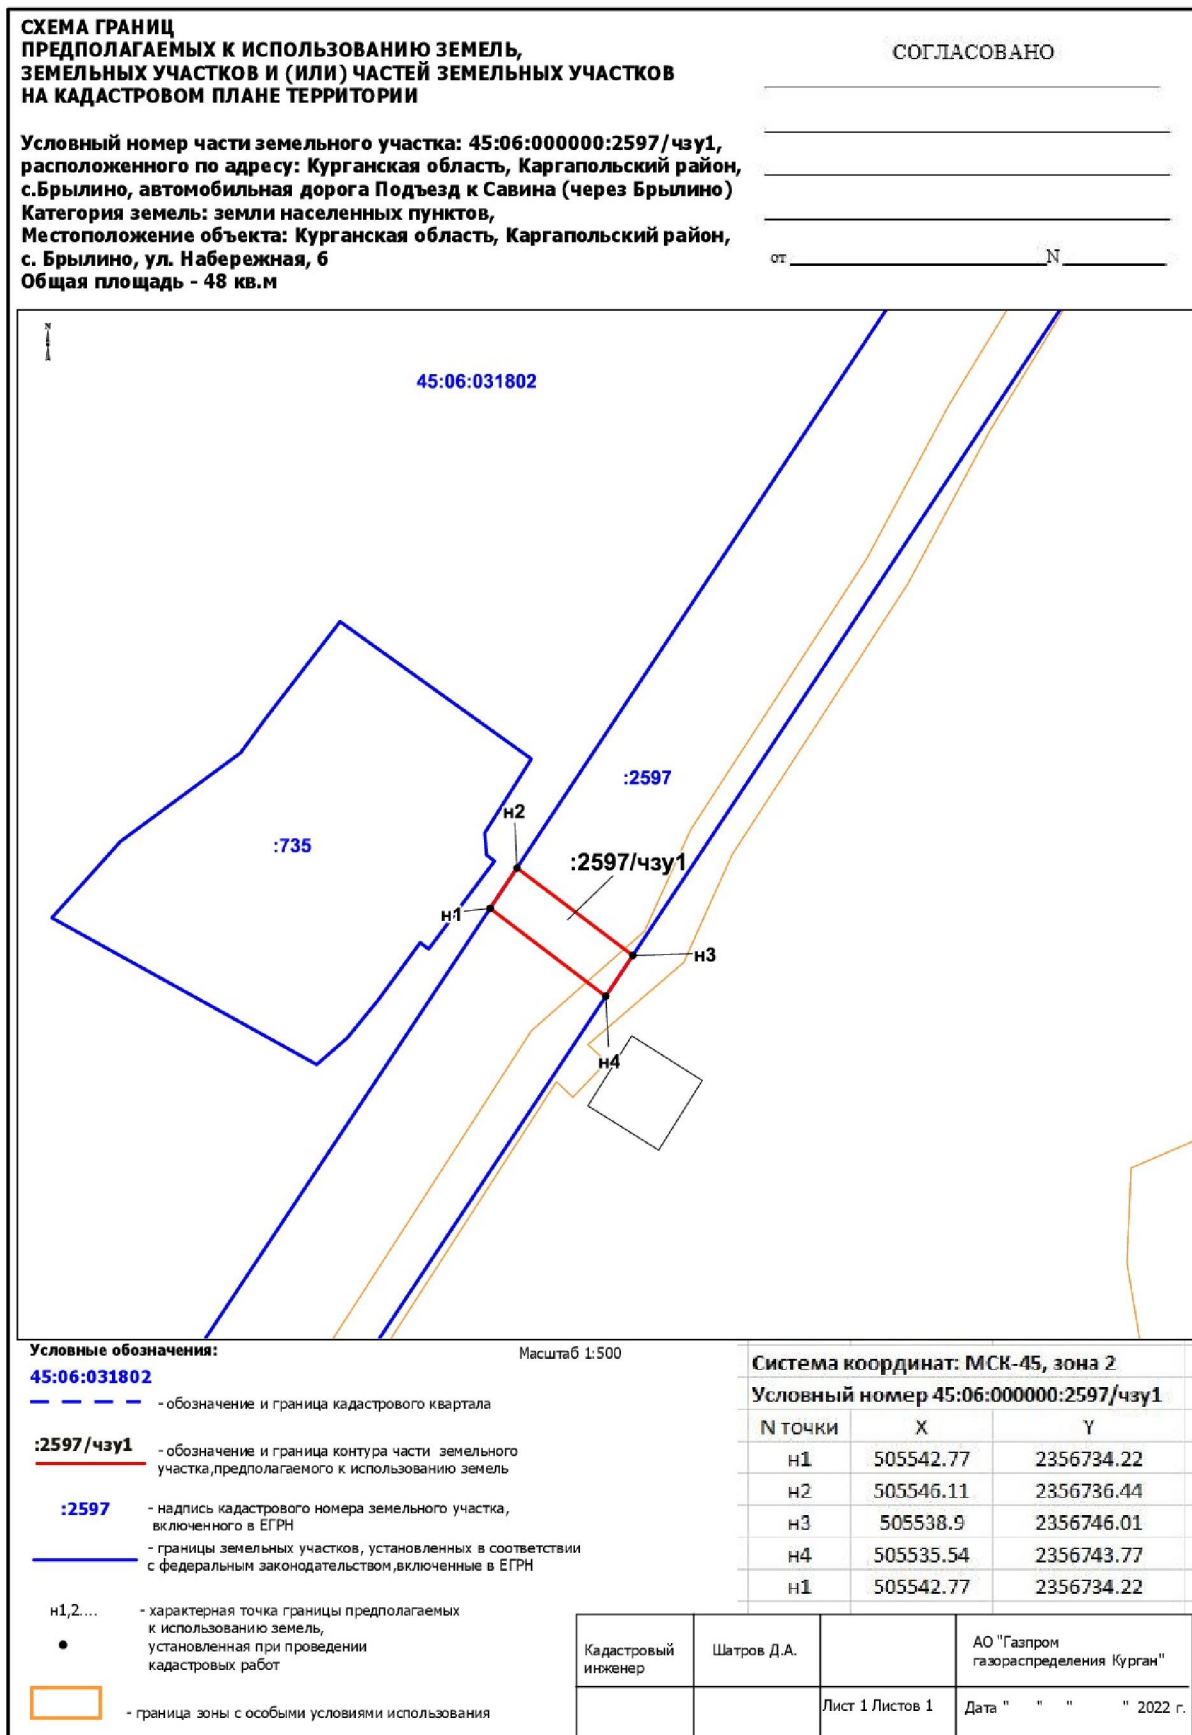 СХЕМА ГРАНИЦ
ПРЕДПОЛАГАЕМЫХ К ИСПОЛЬЗОВАНИЮ ЗЕМЕЛЬ,
ЗЕМЕЛЬНЫХ УЧАСТКОВ И (ИЛИ) ЧАСТЕЙ ЗЕМЕЛЬНЫХ УЧАСТКОВ
НА КАДАСТРОВОМ ПЛАНЕ ТЕРРИТОРИИ
Условный номер части земельного участка: 45:06:000000:2597/чзу1,
расположенного по адресу: Курганская область, Каргапольский район,
с.Брылино, автомобильная дорога Подъезд к Савина (через Брылино)
Категория земель: земли населенных пунктов,
Местоположение объекта: Курганская область, Каргапольский район,
с. Брылино, ул. Набережная, 6
Общая площадь - 48 кв.м
СОГЛАСОВАНО
от N
N
45:06:031802
:2597
н2
:735
:2597/чзу1
н1
н3
н4
Условные обозначения:
Масштаб 1:500
45:06:031802
- обозначение и граница кадастрового квартала
:2597/чзу1
- обозначение и граница контура части земельного
участка,предполагаемого к использованию земель
:2597
- надпись кадастрового номера земельного участка,
включенного в ЕГРН
- границы земельных участков, установленных в соответствии
с федеральным законодательством,включенные в ЕГРН
н1,2....
- характерная точка границы предполагаемых
к использованию земель,
установленная при проведении
кадастровых работ
- граница зоны с особыми условиями использования
Система координат: МСК-45, зона 2
Условный номер 45:06:000000:2597/чзу1
N точки X Y
н1 505542.77 2356734.22
н2 505546.11 2356736.44
н3 505538.9 2356746.01
н4 505535.54 2356743.77
н1 505542.77 2356734.22
Кадастровый
инженер
Шатров Д.А.
АО "Газпром
газораспределения Курган"
Лист 1 Листов 1
Дата " " " " 2022 г.